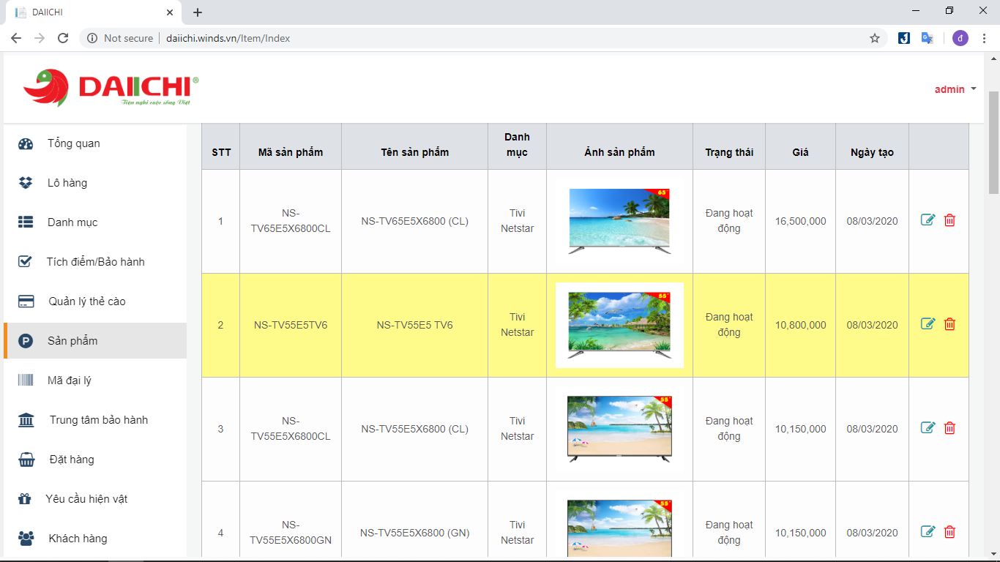 DAIICHI
Not secure
daiichi.winds.vn/Item/Index
đ
DAIICHI®
Tiện nghi cuộc sống Việt
admin
Tổng quan
Lô hàng
Danh mục
Tích điểm/Bảo hành
Quản lý thẻ cào
P Sản phẩm
Mã đại lý
Trung tâm bảo hành
Đặt hàng
Yêu cầu hiện vật
Khách hàng
STT Mã sản phẩm Tên sản phẩm Danh mục Ảnh sản phẩm Trạng thái Giá Ngày tạo
1
NS-
TV65E5X6800CL
NS-TV65E5X6800 (CL)
Tivi
Netstar
65"
Đang hoạt
động
16,500,000
08/03/2020
2
NS-TV55E5TV6
NS-TV55E5 TV6
Tivi
Netstar
55"
Đang hoạt
động
10,800,000
08/03/2020
3
NS-
TV55E5X6800CL
NS-TV55E5X6800 (CL)
Tivi
Netstar
55"
Đang hoạt
động
10,150,000
08/03/2020
4
NS-
TV55E5X6800GN
NS-TV55E5X6800 (GN)
Tivi
Netstar
55"
Đang hoạt
động
10,150,000
08/03/2020